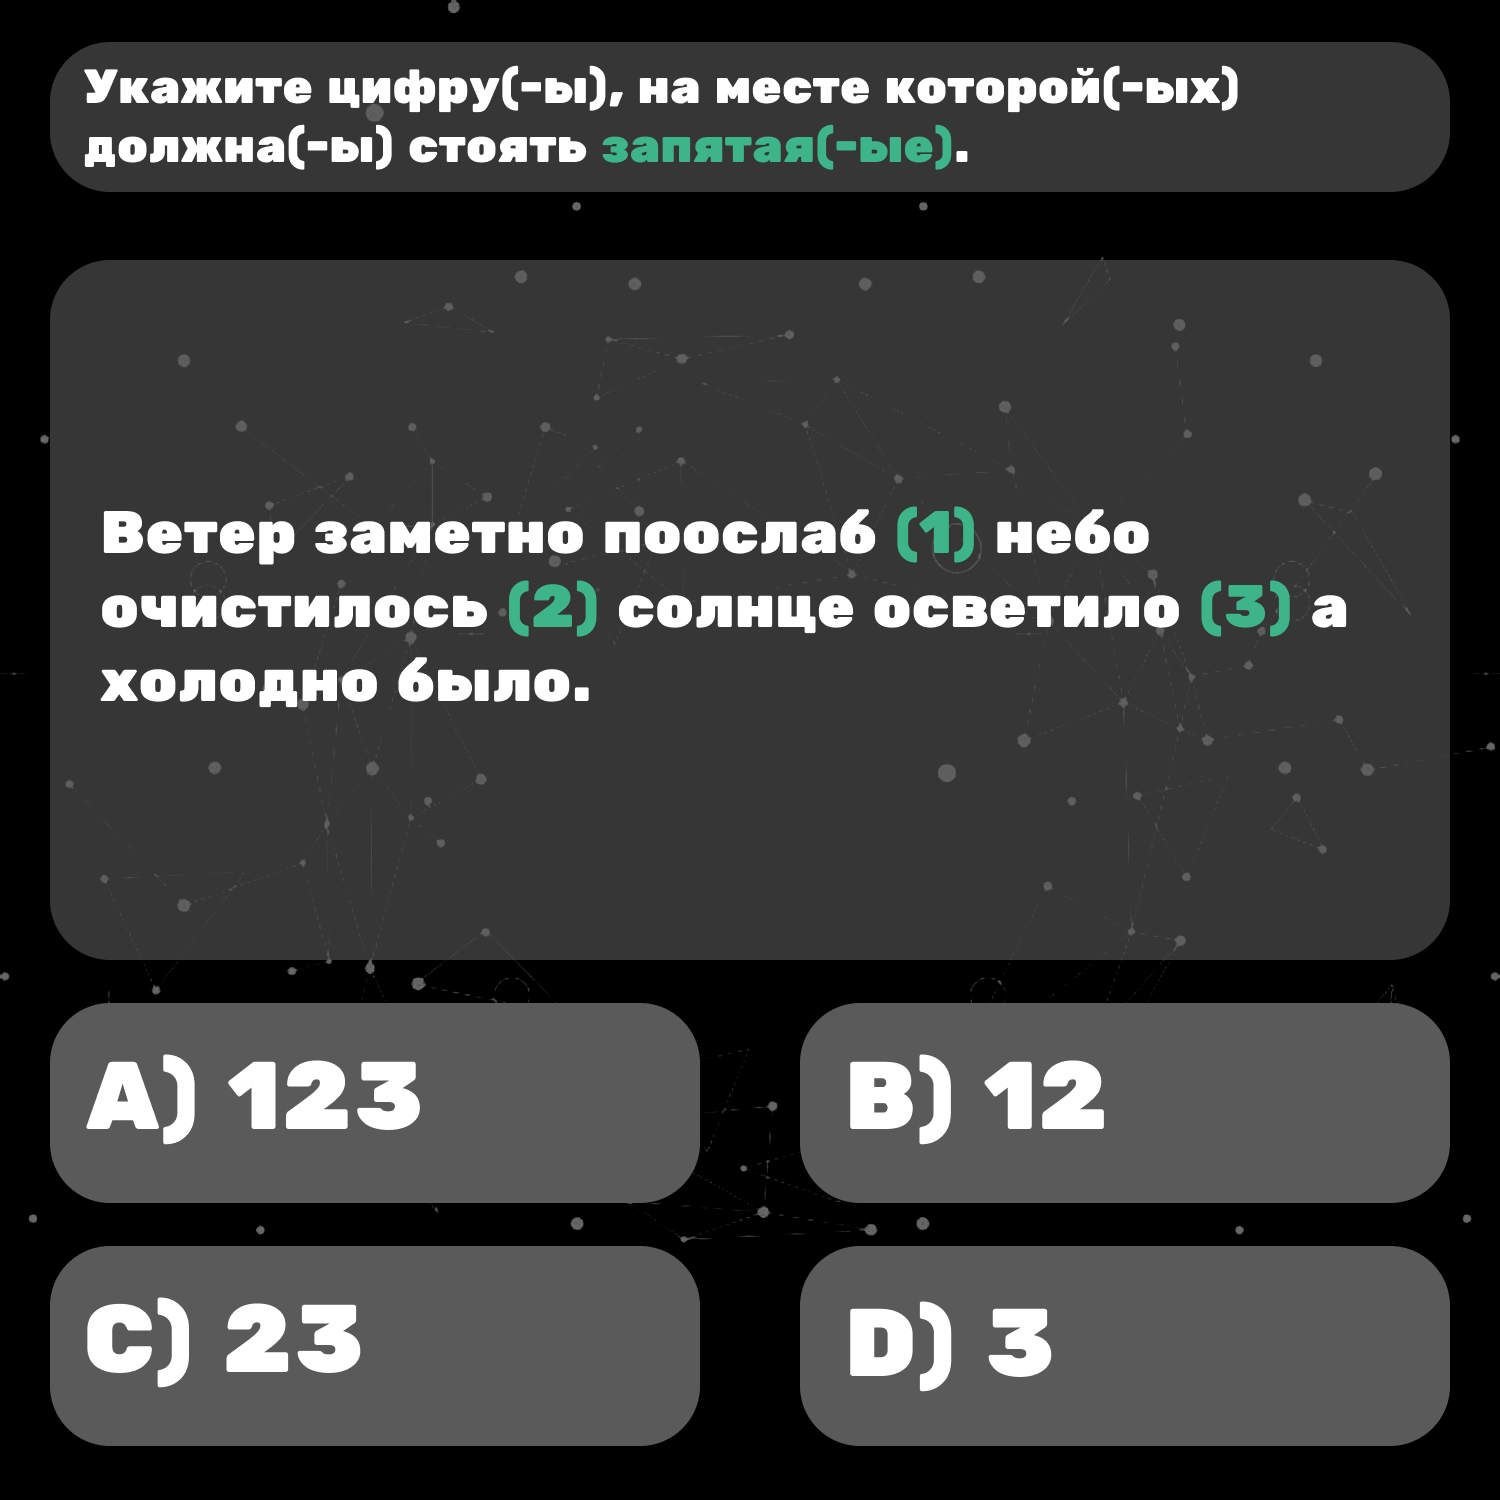 Укажите цифру(-ы), на месте которой(-ых)
должна(-ы) стоять запятая(-ые).
Ветер заметно поослаб (1) небо
очистилось (2) солнце осветило (3) а
холодно было.
A) 123
B) 12
C) 23
D) 3